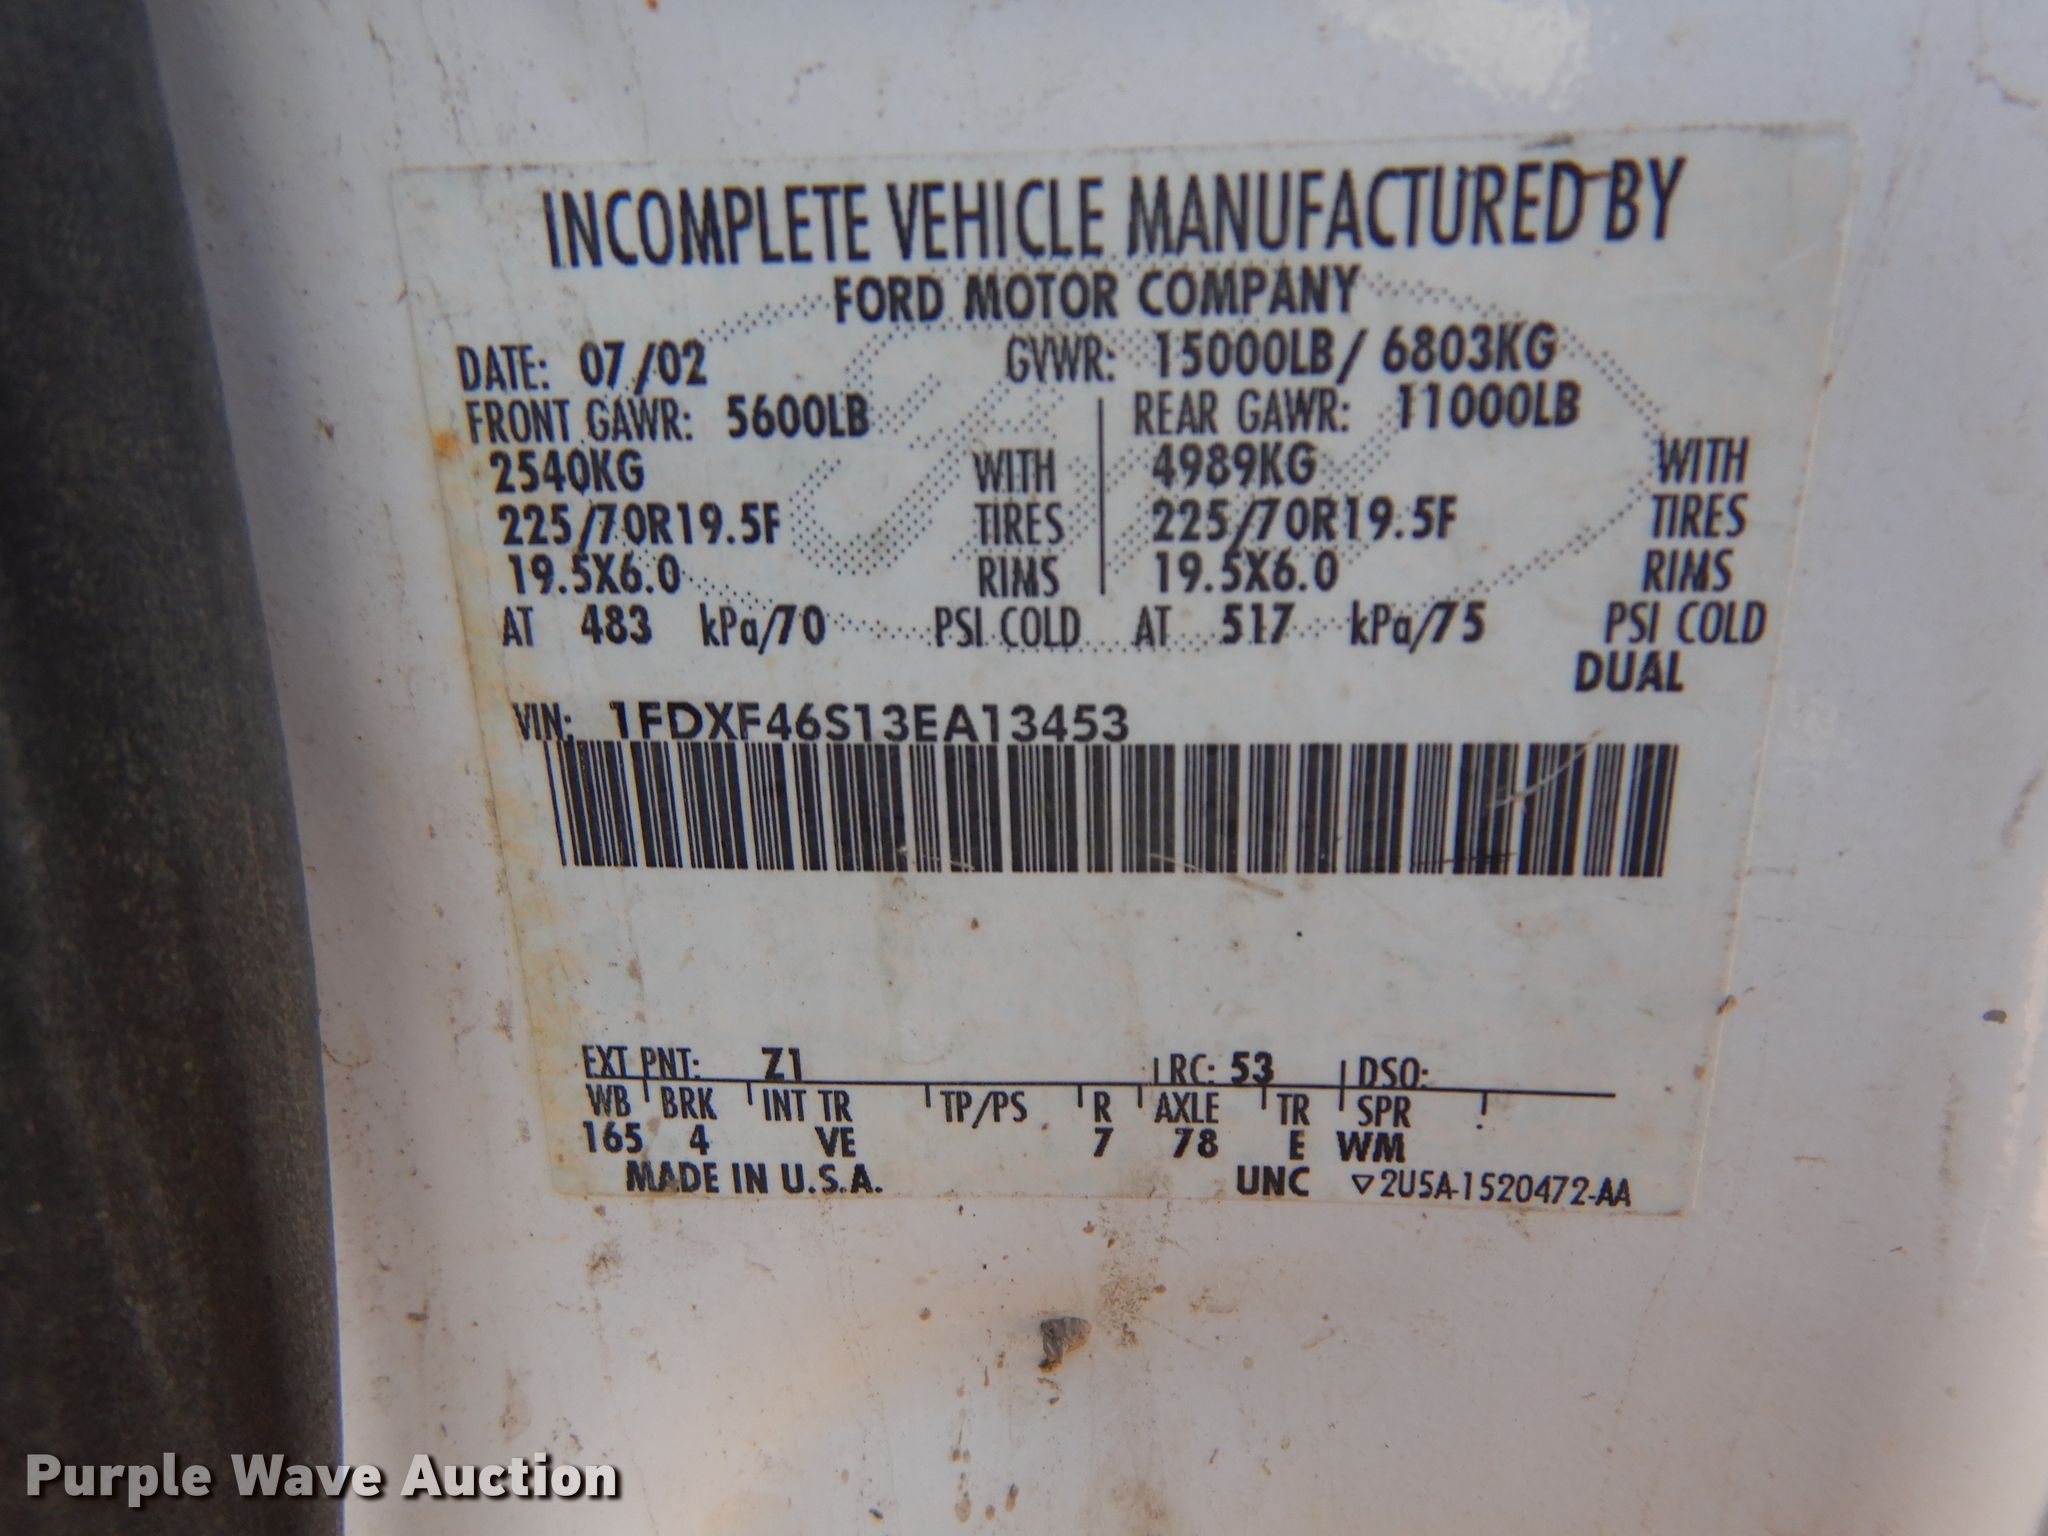 INCOMPLETE VEHICLE MANUFACTURED BY
FORD MOTOR COMPANY
DATE: 07/02 GVWR: 15000LB/ 6803KG
FRONT GAWR: 5600LB REAR GAWR: 11000LB
2540KG WITH 4989KG WITH
225/70R19.5F TIRES 225/70R19.5F TIRES
19.5X6.0 RIMS 19.5X6.0 RIMS
AT 483 kPa/70 PSI COLD AT 517 kPa/75 PSI COLD
DUAL
VIN: 1FDXF46S13EA13453
EXT PNT: Z1 RC: 53 DSO:
WB BRK INT TR TP/PS R AXLE TR SPR
165 4 VE 7 78 E WM
MADE IN U.S.A. UNC ▽2U5A-1520472-AA
Purple Wave Auction